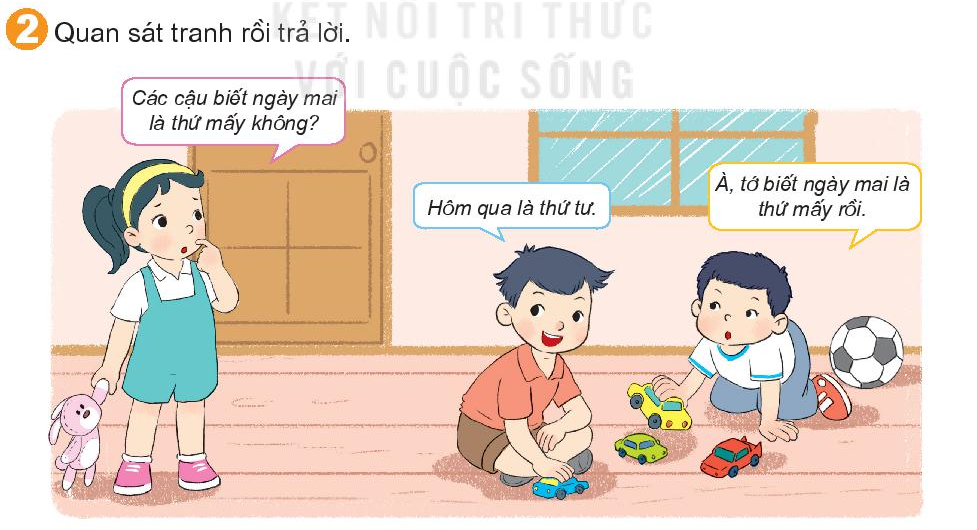 KẾT NỐI TRI THỨC
VỚI CUỘC SỐNG
2 Quan sát tranh rồi trả lời.
Các cậu biết ngày mai
là thứ mấy không?
Hôm qua là thứ tư.
À, tớ biết ngày mai là
thứ mấy rồi.